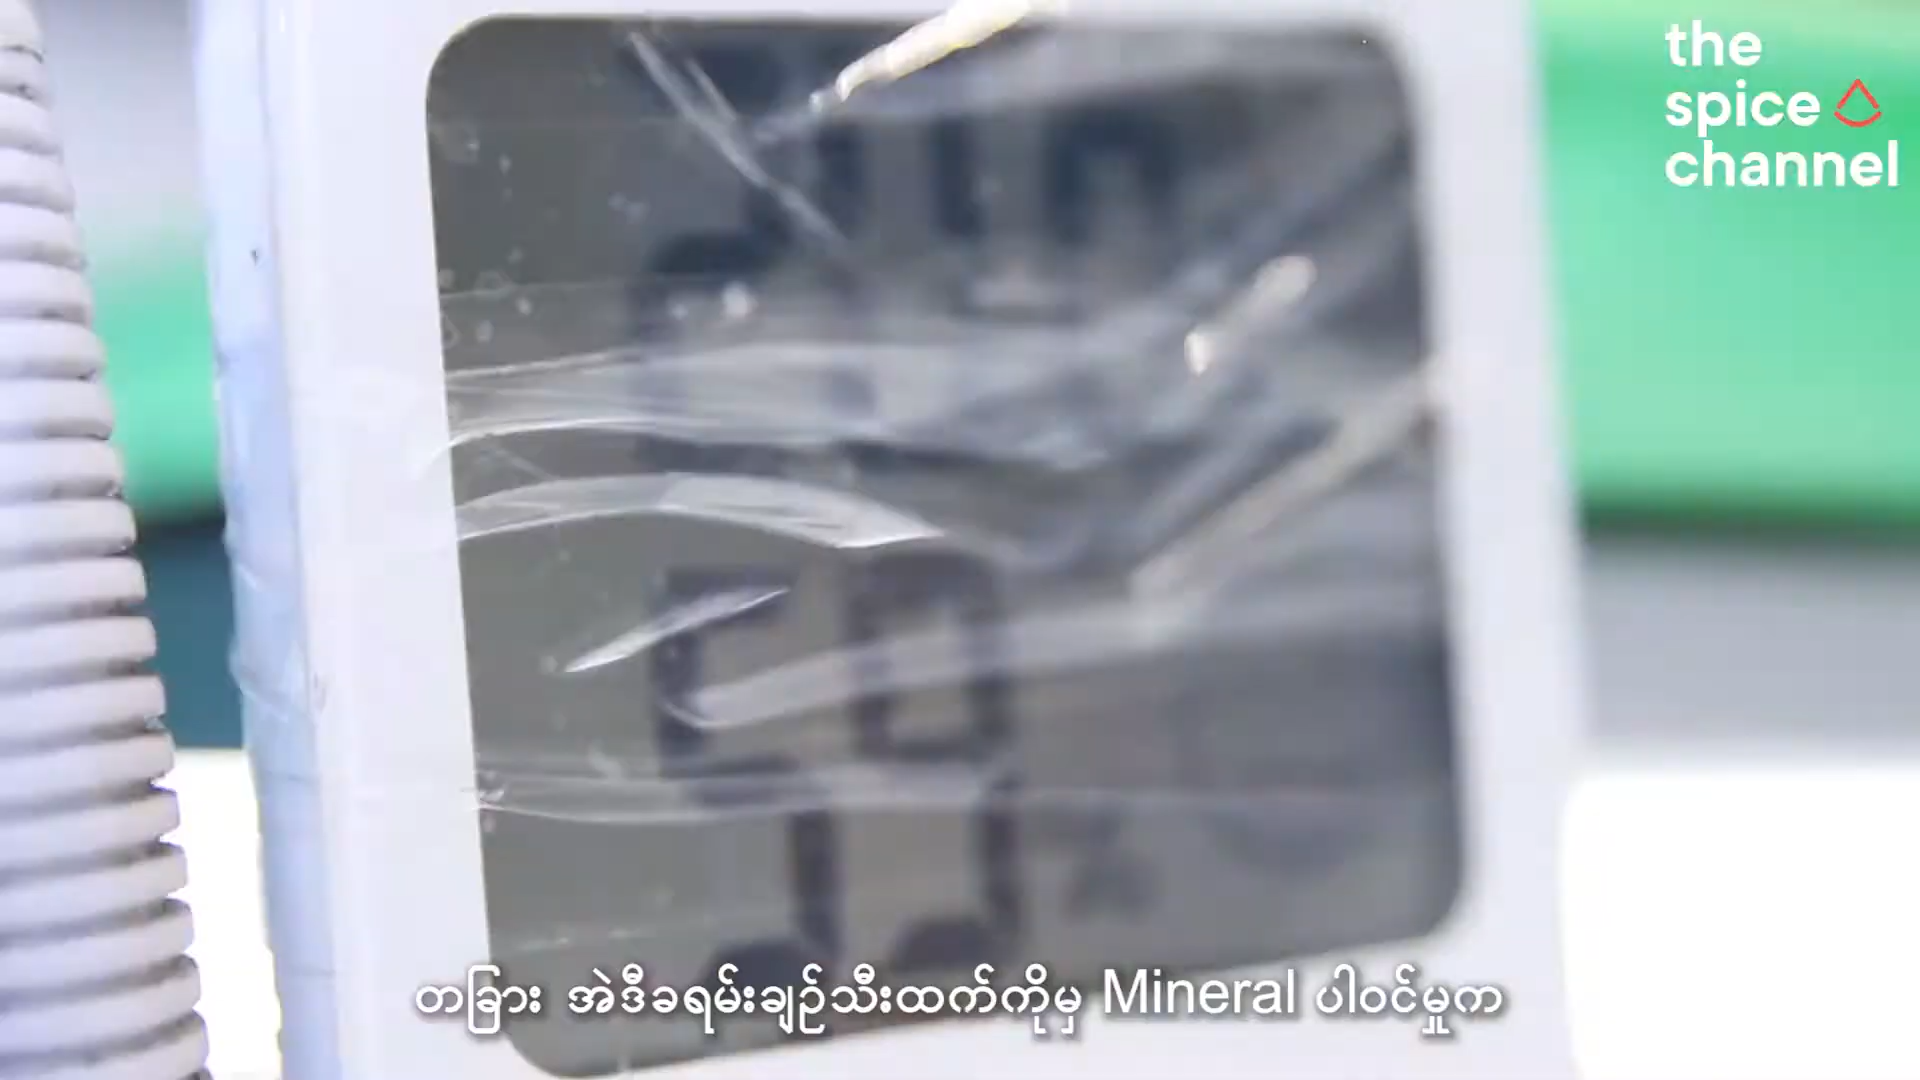 the
spice
channel
59
တခြား အဲဒီခရမ်းချဉ်သီးထက်ကိုမှ Mineral ပါဝင်မှုက